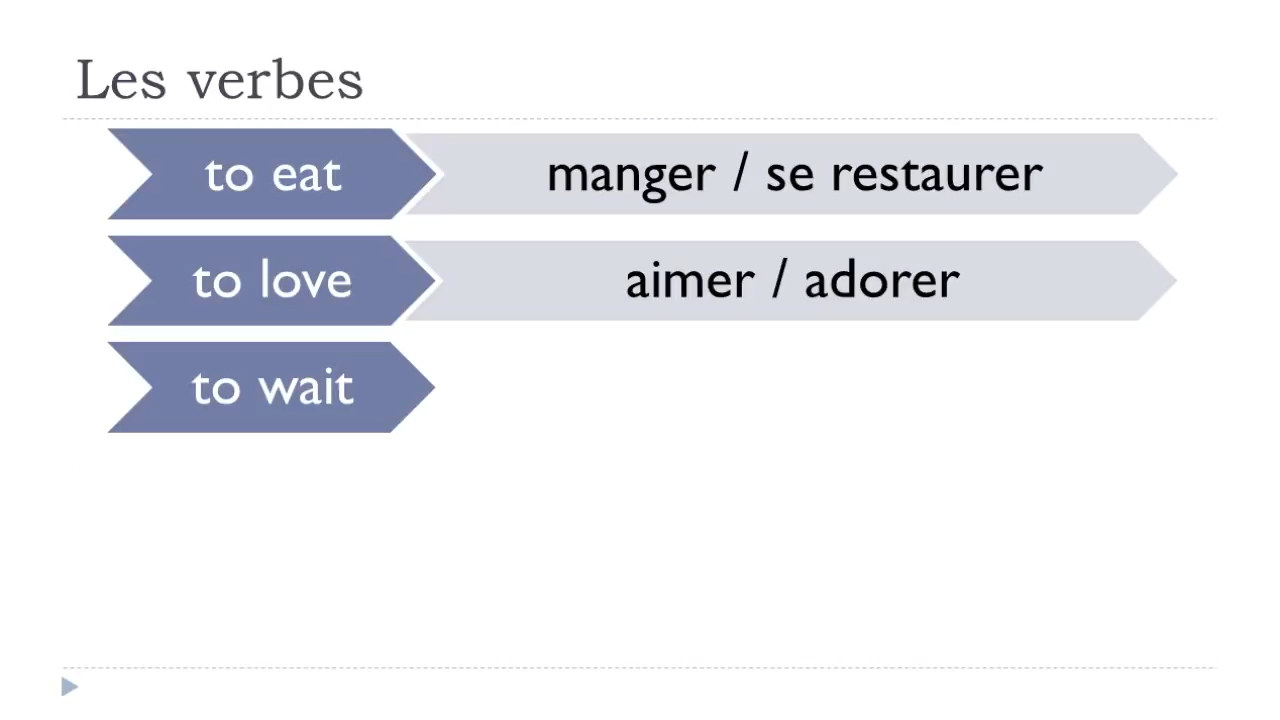 Les verbes
to eat
manger / se restaurer
to love
aimer / adorer
to wait